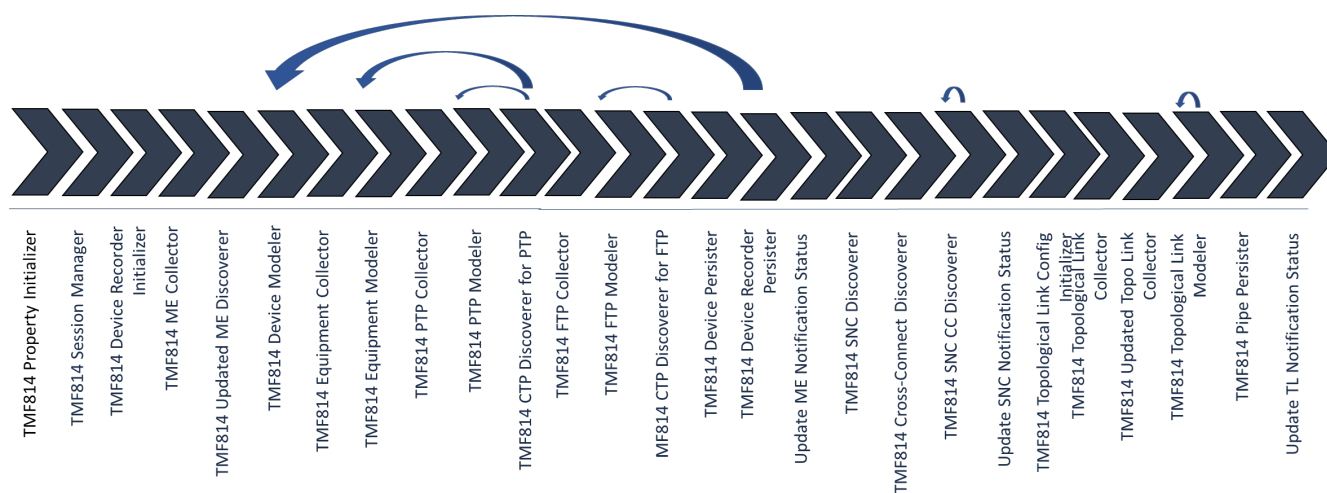 TMF814 Property Initializer
TMF814 Session Manager
TMF814 Device Recorder
Initializer
TMF814 ME Collector
TMF814 Updated ME Discoverer
TMF814 Device Modeler
TMF814 Equipment Collector
TMF814 Equipment Modeler
TMF814 PTP Collector
TMF814 PTP Modeler
TMF814 CTP Discoverer for PTP
TMF814 FTP Collector
TMF814 FTP Modeler
MF814 CTP Discoverer for FTP
TMF814 Device Persister
TMF814 Device Recorder
Persister
Update ME Notification Status
TMF814 SNC Discoverer
TMF814 Cross-Connect Discoverer
TMF814 SNC CC Discoverer
Update SNC Notification Status
TMF814 Topological Link Config
Initializer
TMF814 Topological Link
Collector
TMF814 Updated Topo Link
Collector
TMF814 Topological Link
Modeler
TMF814 Pipe Persister
Update TL Notification Status